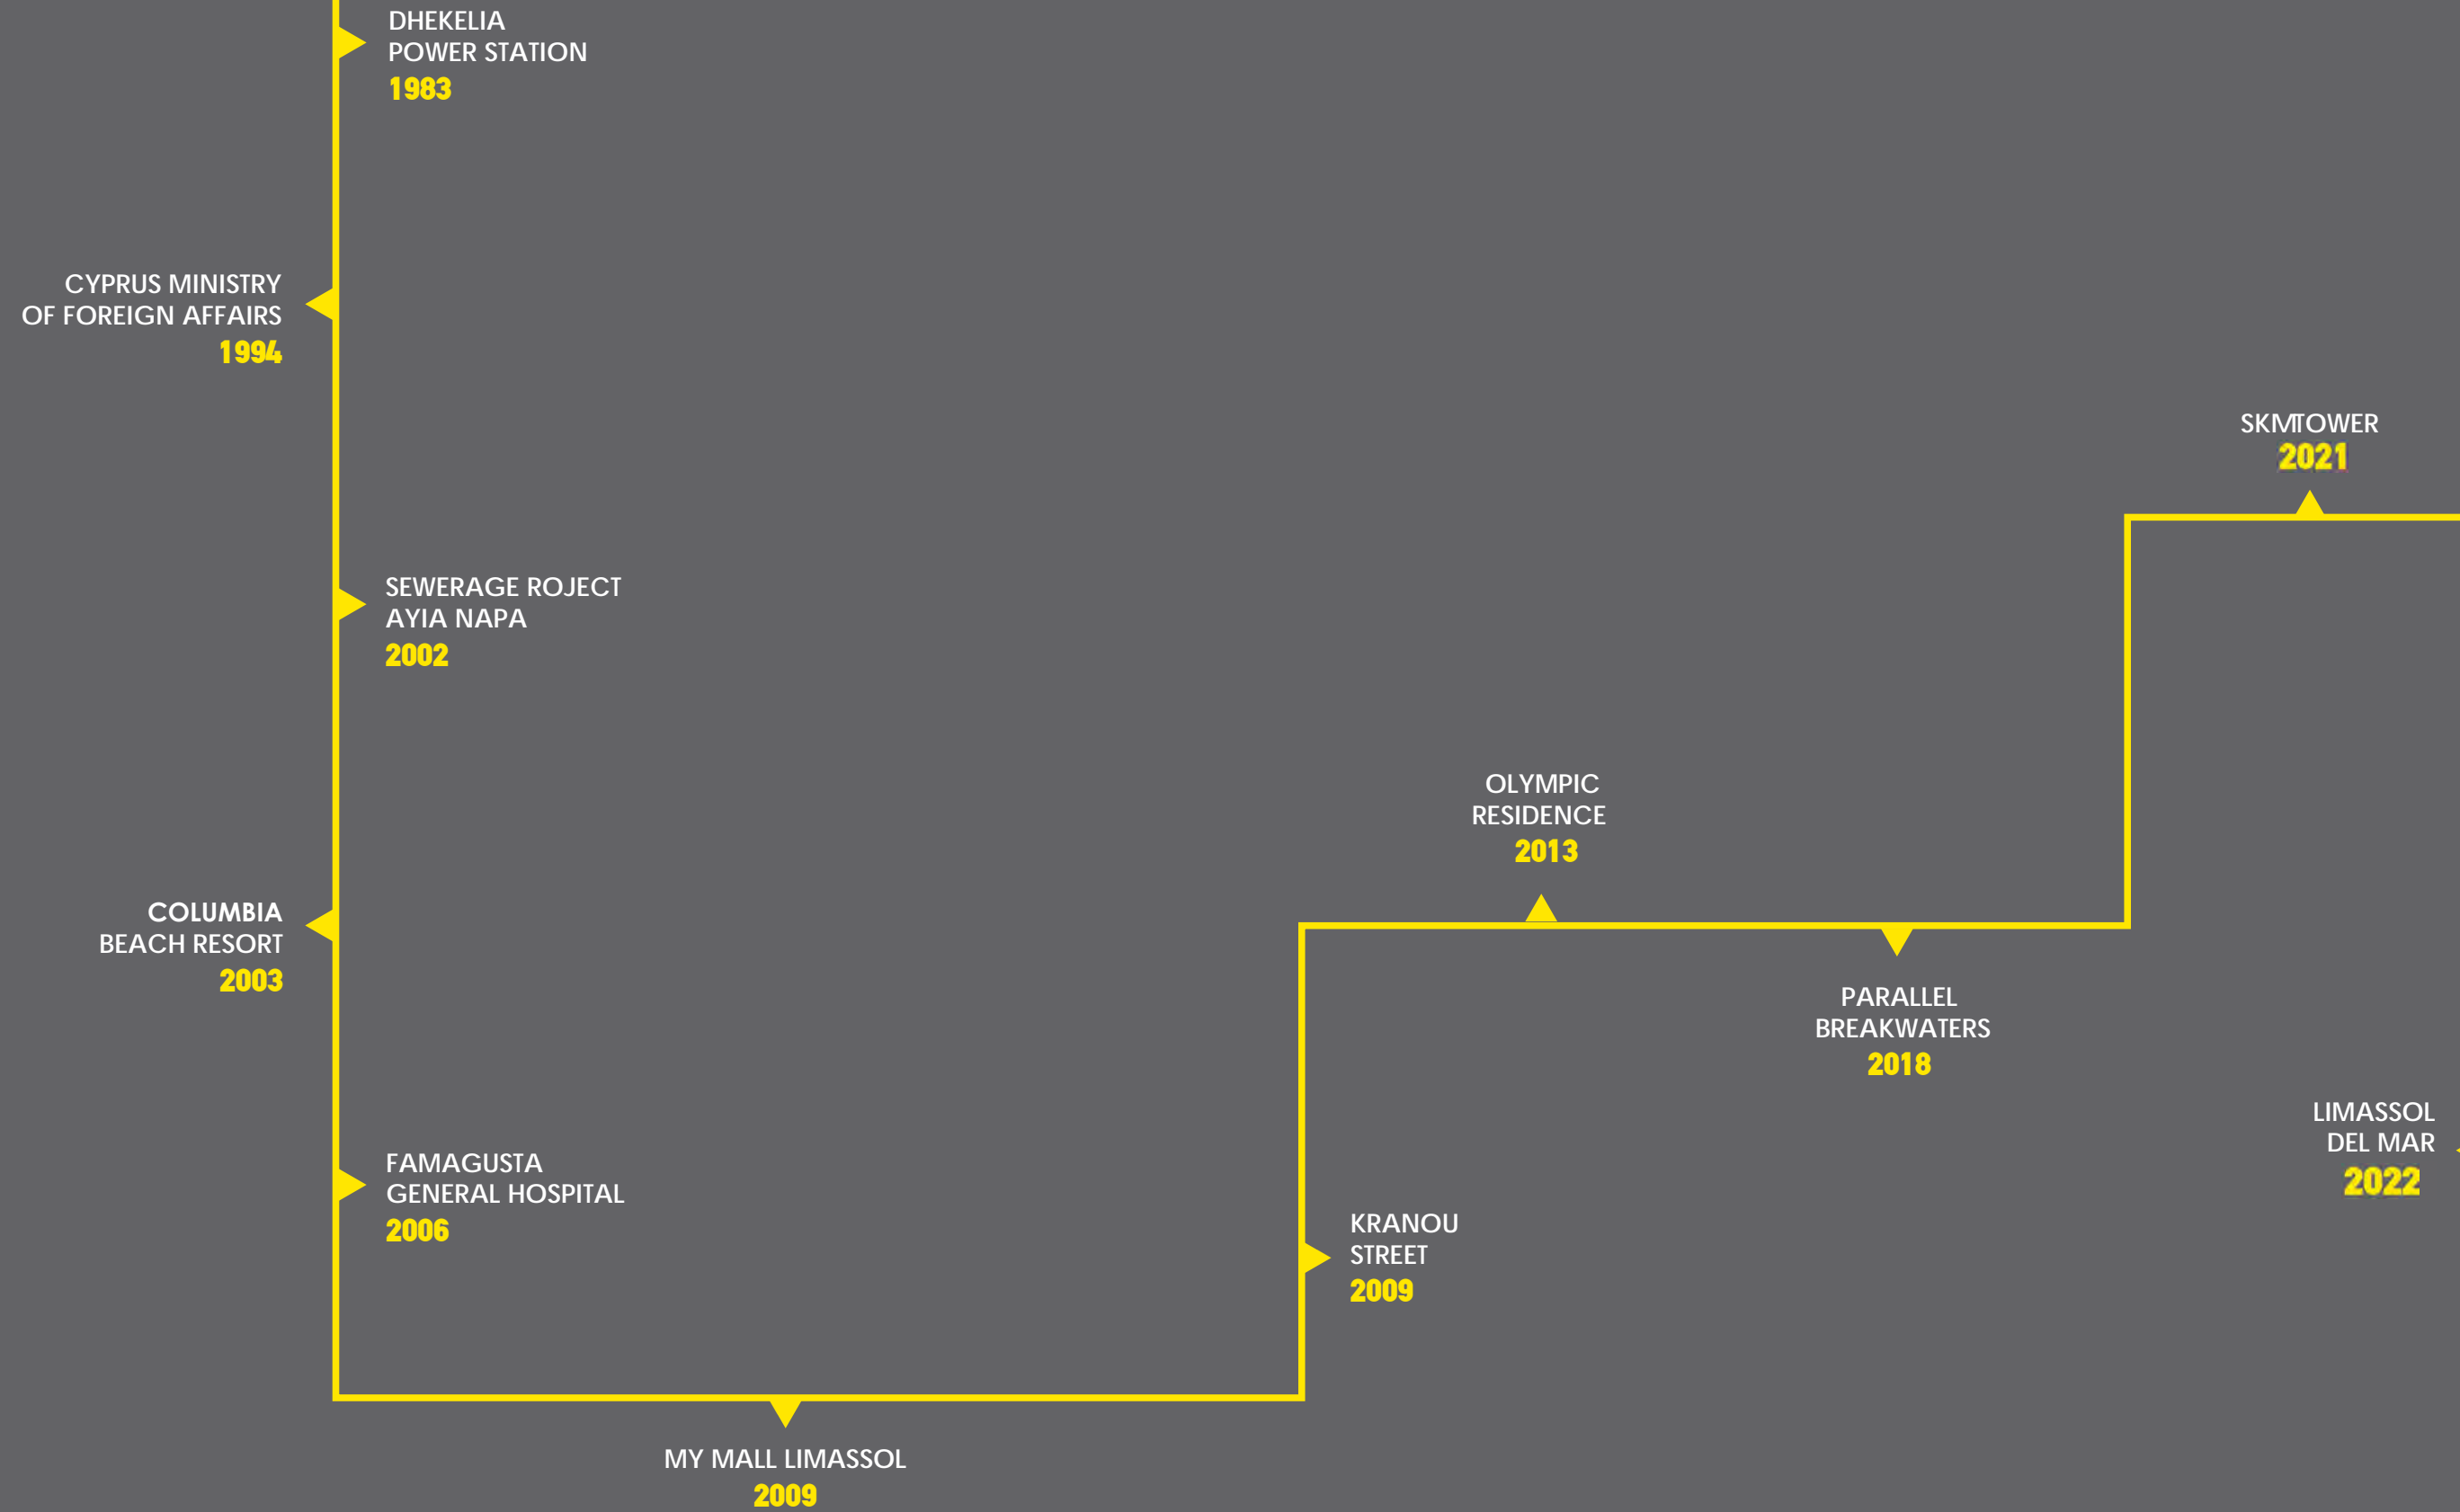 DHEKELIA
POWER STATION
1983
CYPRUS MINISTRY
OF FOREIGN AFFAIRS
1994
SEWERAGE ROJECT
AYIA NAPA
2002
COLUMBIA
BEACH RESORT
2003
FAMAGUSTA
GENERAL HOSPITAL
2006
MY MALL LIMASSOL
2009
KRANOU
STREET
2009
OLYMPIC
RESIDENCE
2013
PARALLEL
BREAKWATERS
2018
SKMTOWER
2021
LIMASSOL
DEL MAR
2022